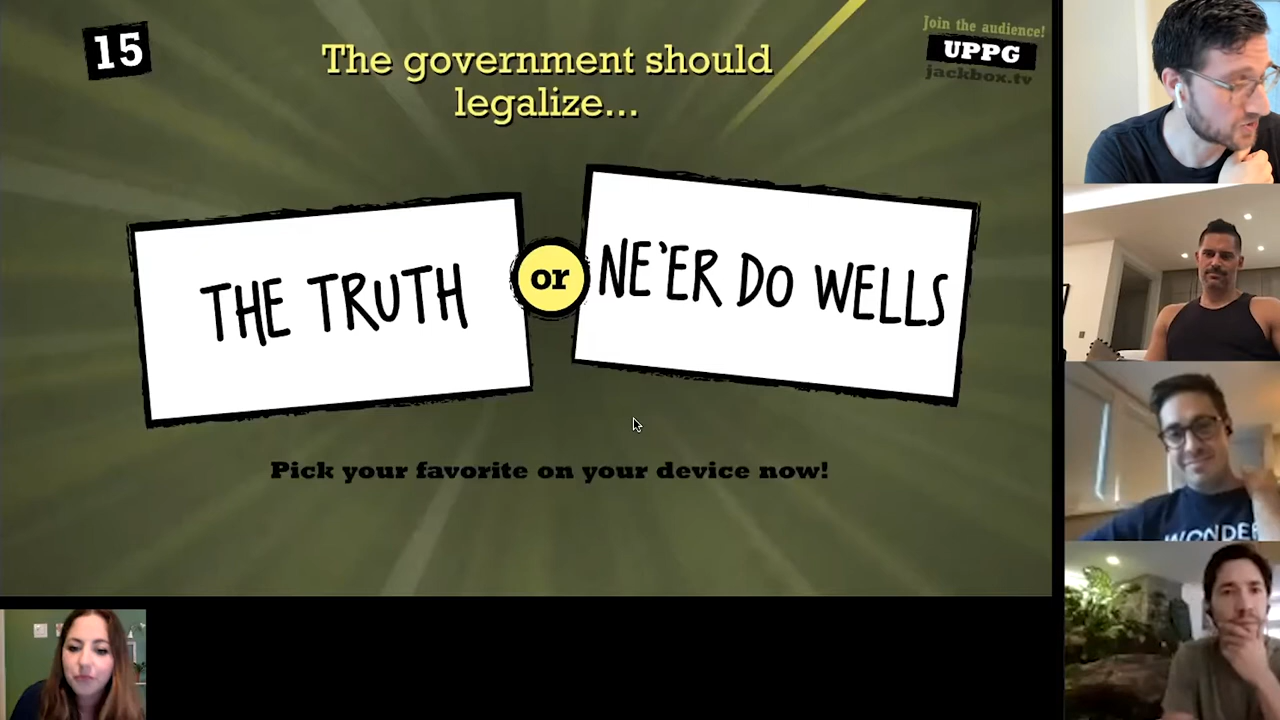 15
The government should
legalize...
Join the audience!
UPPG
jackbox.tv
THE TRUTH
or
NE'ER DO WELLS
Pick your favorite on your device now!
WONDER